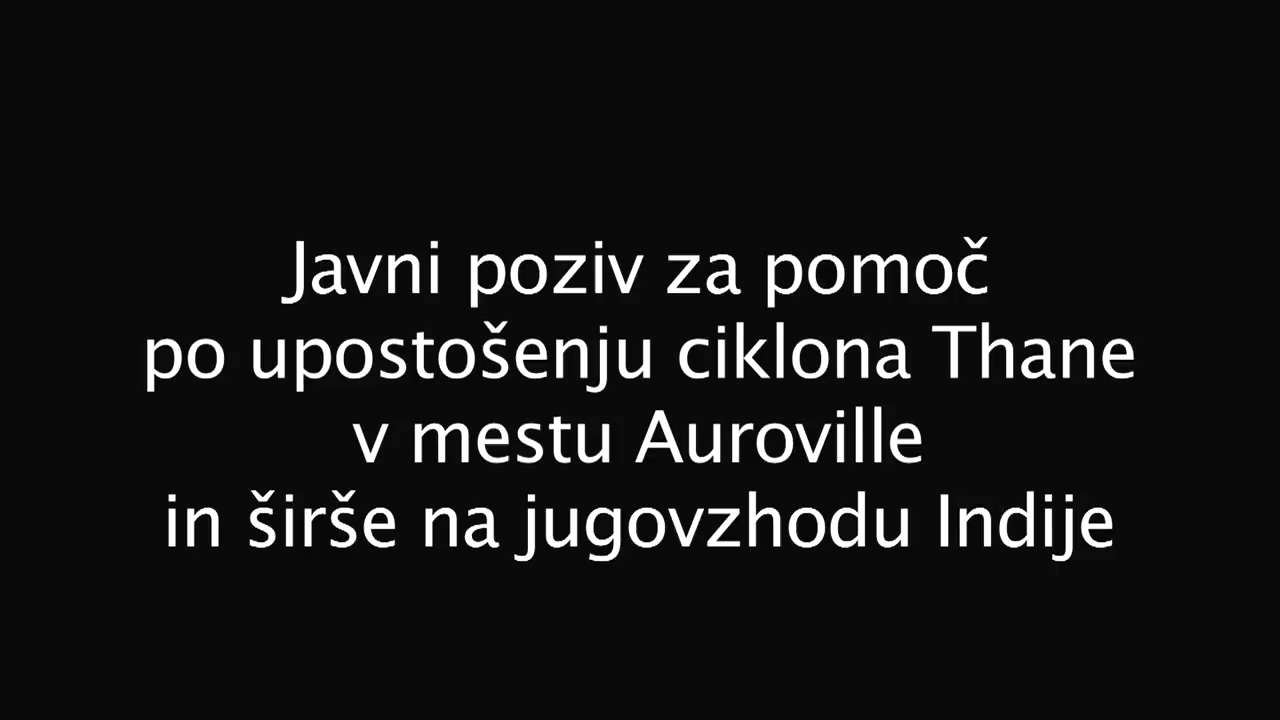 Javni poziv za pomoč
po upostošenju ciklona Thane
v mestu Auroville
in širše na jugovzhodu Indije